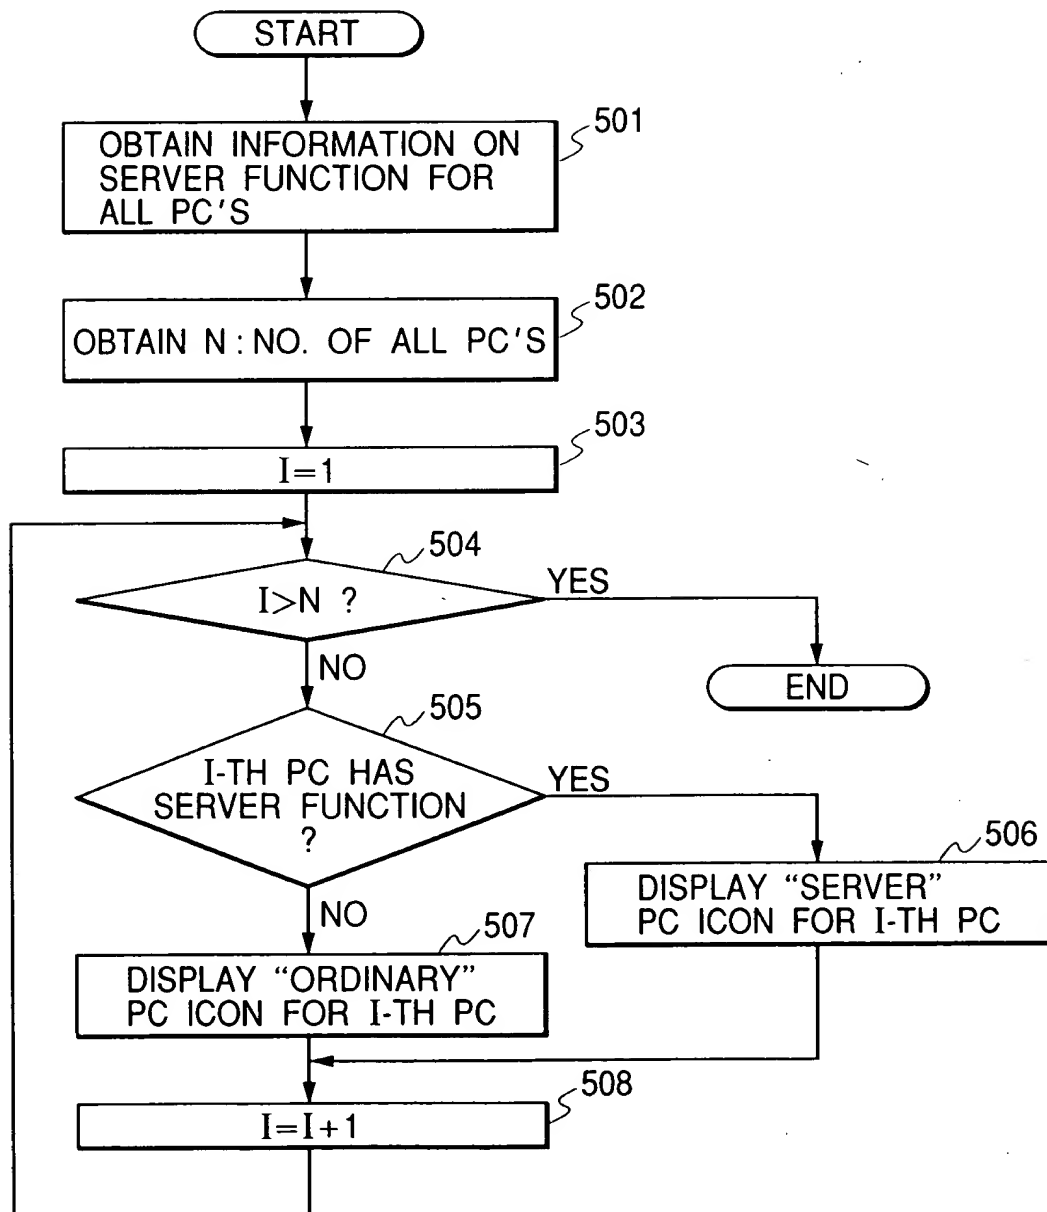 START
501
OBTAIN INFORMATION ON
SERVER FUNCTION FOR
ALL PC'S
502
OBTAIN N : NO. OF ALL PC'S
503
I=1
504
I>N ?
YES
NO
END
505
I-TH PC HAS
SERVER FUNCTION
?
YES
NO
506
DISPLAY “SERVER”
PC ICON FOR I-TH PC
507
DISPLAY “ORDINARY”
PC ICON FOR I-TH PC
508
I=I+1